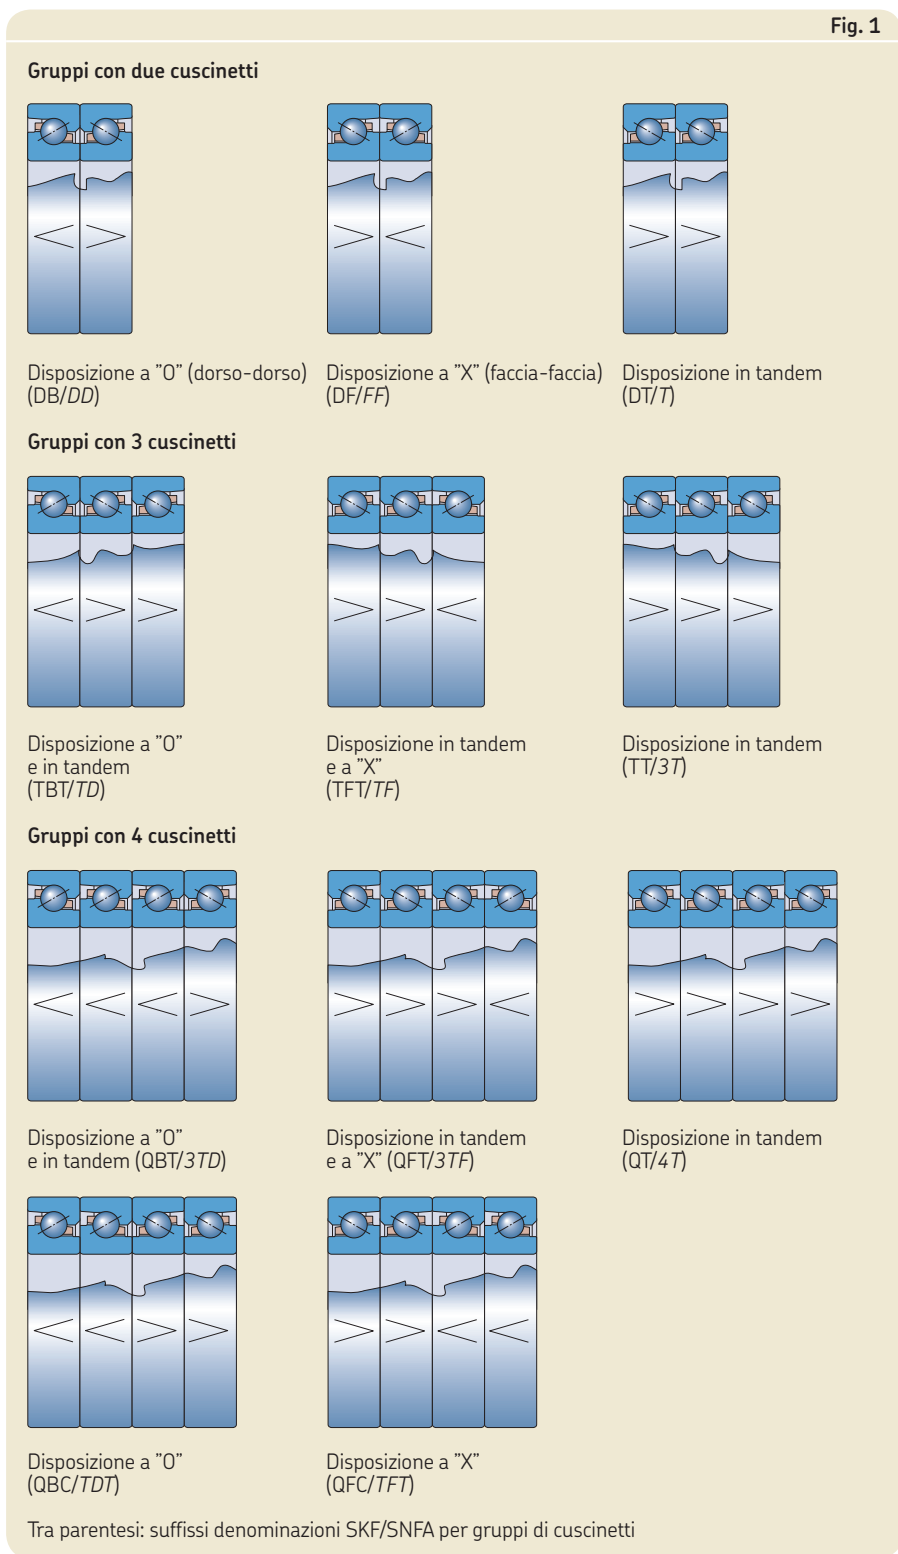 Fig. 1
Gruppi con due cuscinetti
Disposizione a ”O” (dorso-dorso)
(DB/DD)
Disposizione a ”X” (faccia-faccia)
(DF/FF)
Disposizione in tandem
(DT/T)
Gruppi con 3 cuscinetti
Disposizione a ”O”
e in tandem
(TBT/TD)
Disposizione in tandem
e a ”X”
(TFT/TF)
Disposizione in tandem
(TT/3T)
Gruppi con 4 cuscinetti
Disposizione a ”O”
e in tandem (QBT/3TD)
Disposizione in tandem
e a ”X” (QFT/3TF)
Disposizione in tandem
(QT/4T)
Disposizione a ”O”
(QBC/TDT)
Disposizione a ”X”
(QFC/TFT)
Tra parentesi: suffissi denominazioni SKF/SNFA per gruppi di cuscinetti